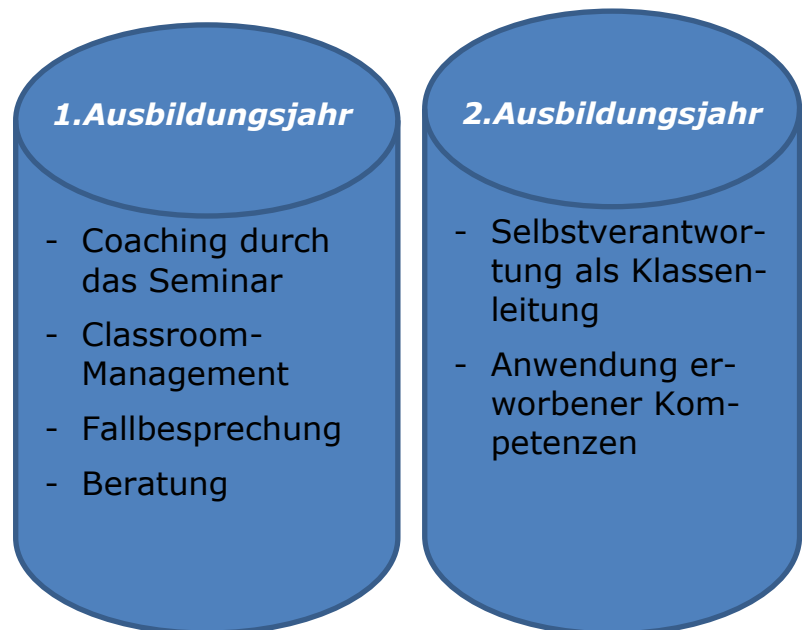 1.Ausbildungsjahr
- Coaching durch
das Seminar
- Classroom-
Management
- Fallbesprechung
- Beratung
2.Ausbildungsjahr
- Selbstverantwor-
tung als Klassen-
leitung
- Anwendung er-
worbener Kom-
petenzen